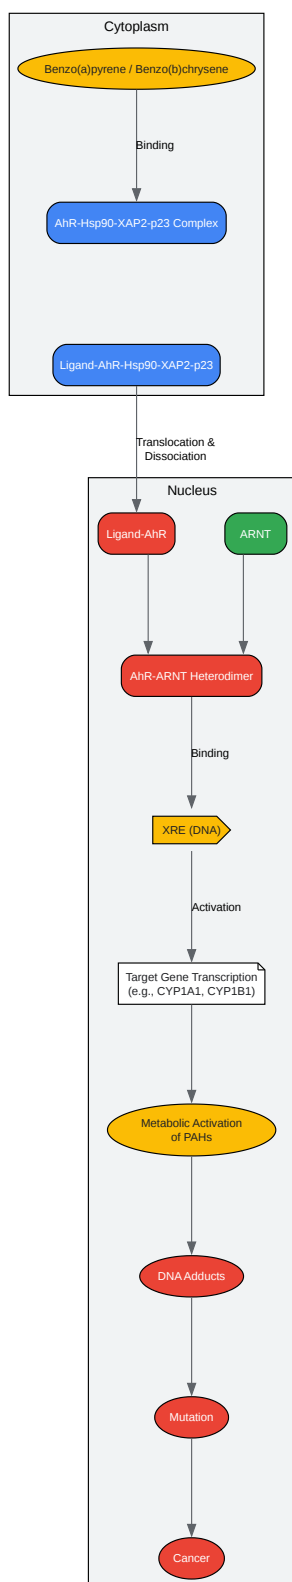 Cytoplasm
Benzo(a)pyrene / Benzo(b)chrysene
Binding
AhR-Hsp90-XAP2-p23 Complex
Ligand-AhR-Hsp90-XAP2-p23
Translocation &
Dissociation
Nucleus
Ligand-AhR
ARNT
AhR-ARNT Heterodimer
Binding
XRE (DNA)
Activation
Target Gene Transcription
(e.g., CYP1A1, CYP1B1)
Metabolic Activation
of PAHs
DNA Adducts
Mutation
Cancer